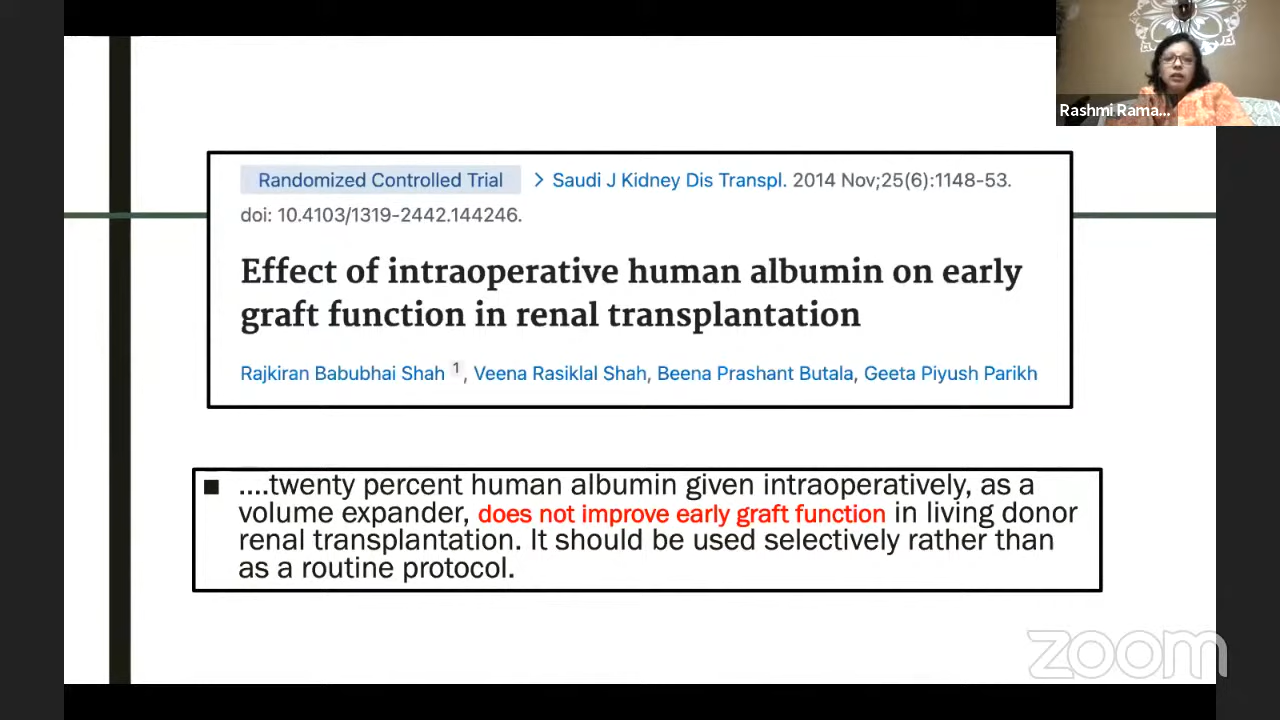 Rashmi Rama...
Randomized Controlled Trial > Saudi J Kidney Dis Transpl. 2014 Nov;25(6):1148-53.
doi: 10.4103/1319-2442.144246.
Effect of intraoperative human albumin on early
graft function in renal transplantation
Rajkiran Babubhai Shah 1, Veena Rasiklal Shah, Beena Prashant Butala, Geeta Piyush Parikh
■ ....twenty percent human albumin given intraoperatively, as a
volume expander, does not improve early graft function in living donor
renal transplantation. It should be used selectively rather than
as a routine protocol.
zoom